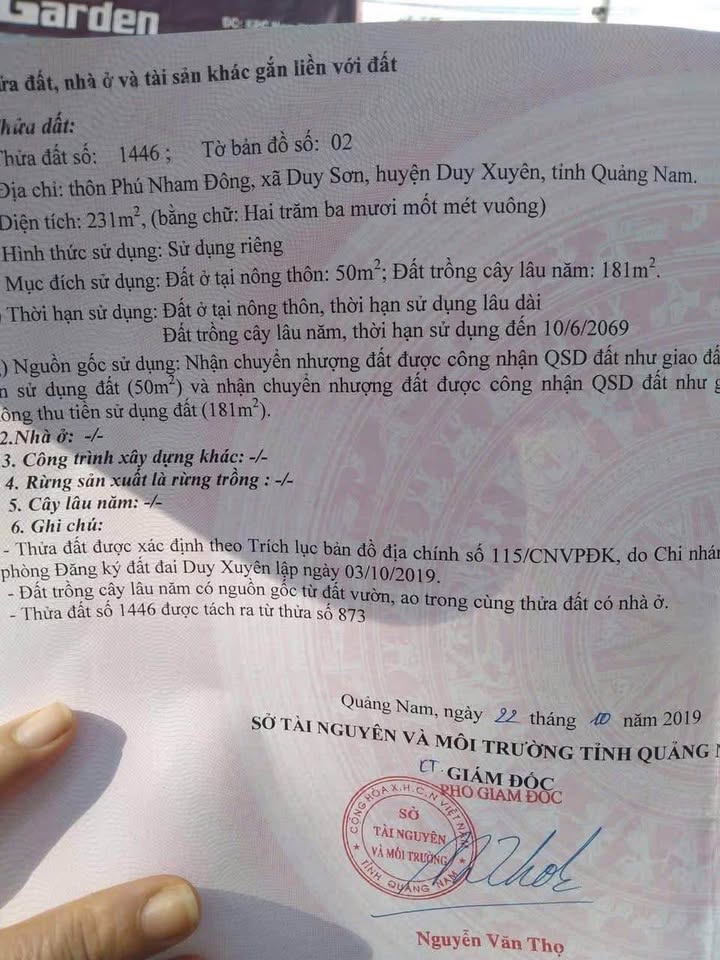 Garden
ửa đất, nhà ở và tài sản khác gắn liền với đất
Thửa đất:
Thửa đất số: 1446 ; Tờ bản đồ số: 02
Địa chỉ: thôn Phú Nham Đông, xã Duy Sơn, huyện Duy Xuyên, tỉnh Quảng Nam.
Diện tích: 231m², (bằng chữ: Hai trăm ba mươi mốt mét vuông)
Hình thức sử dụng: Sử dụng riêng
Mục đích sử dụng: Đất ở tại nông thôn: 50m²; Đất trồng cây lâu năm: 181m².
) Thời hạn sử dụng: Đất ở tại nông thôn, thời hạn sử dụng lâu dài
Đất trồng cây lâu năm, thời hạn sử dụng đến 10/6/2069
.) Nguồn gốc sử dụng: Nhận chuyển nhượng đất được công nhận QSD đất như giao đấ
n sử dụng đất (50m²) và nhận chuyển nhượng đất được công nhận QSD đất như g
ông thu tiền sử dụng đất (181m²).
2.Nhà ở: -/-
3. Công trình xây dựng khác: -/-
4. Rừng sản xuất là rừng trồng : -/-
5. Cây lâu năm: -/-
6. Ghi chú:
- Thửa đất được xác định theo Trích lục bản đồ địa chính số 115/CNVPĐK, do Chi nhán
phòng Đăng ký đất đai Duy Xuyên lập ngày 03/10/2019.
- Đất trồng cây lâu năm có nguồn gốc từ đất vườn, ao trong cùng thửa đất có nhà ở.
- Thửa đất số 1446 được tách ra từ thửa số 873
Quảng Nam, ngày 22 tháng 10 năm 2019
SỞ TÀI NGUYÊN VÀ MÔI TRƯỜNG TỈNH QUẢNG N
KT. GIÁM ĐỐC
PHÓ GIÁM ĐỐC
CỘNG HÒA X.H.C.N VIỆT NAM
SỞ
TÀI NGUYÊN
VÀ MÔI TRƯỜNG
TỈNH QUẢNG NAM
Nguyễn Văn Thọ